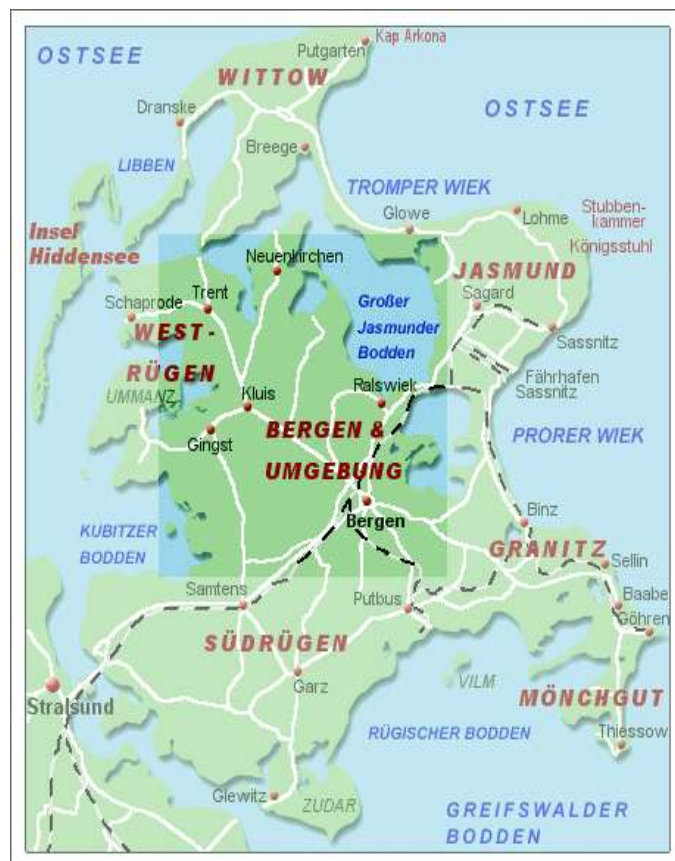 Kap Arkona
OSTSEE
Putgarten
WITTOW
Dranske
OSTSEE
Breege
LIBBEN
TROMPER WIEK
Glowe
Lohme
Stubben-
kammer
Königsstuhl
Insel
Hiddensee
Neuenkirchen
JASMUND
Trent
Großer
Jasmunder
Bodden
Sagard
Schaprode
WEST-
RÜGEN
Sassnitz
Fährhafen
Sassnitz
UMMANZ
Kluis
Ralswiek
Gingst
BERGEN &
UMGEBUNG
PRORER WIEK
Bergen
Binz
KUBITZER
BODDEN
GRANITZ
Sellin
Samtens
Putbus
Baabe
Göhren
SÜDRÜGEN
Garz
VILM
MÖNCHGUT
Stralsund
RÜGISCHER BODDEN
Thiessow
Glewitz
ZUDAR
GREIFSWALDER
BODDEN